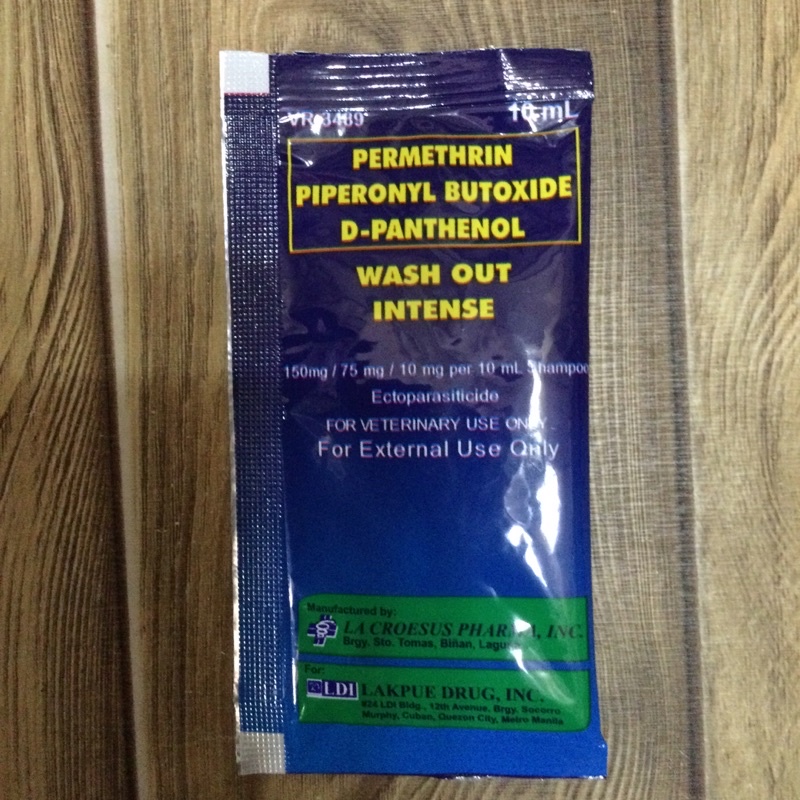 VR-3489
10 mL
PERMETHRIN
PIPERONYL BUTOXIDE
D-PANTHENOL
WASH OUT
INTENSE
150mg / 75 mg / 10 mg per 10 mL Shampoo
Ectoparasiticide
FOR VETERINARY USE ONLY
For External Use Only
Manufactured by:
LA CROESUS PHARMA, INC.
Brgy. Sto. Tomas, Biñan, Laguna
For:
LDI LAKPUE DRUG, INC.
824 LDI Bldg., 12th Avenue, Brgy. Socorro
Murphy, Cubao, Quezon City, Metro Manila